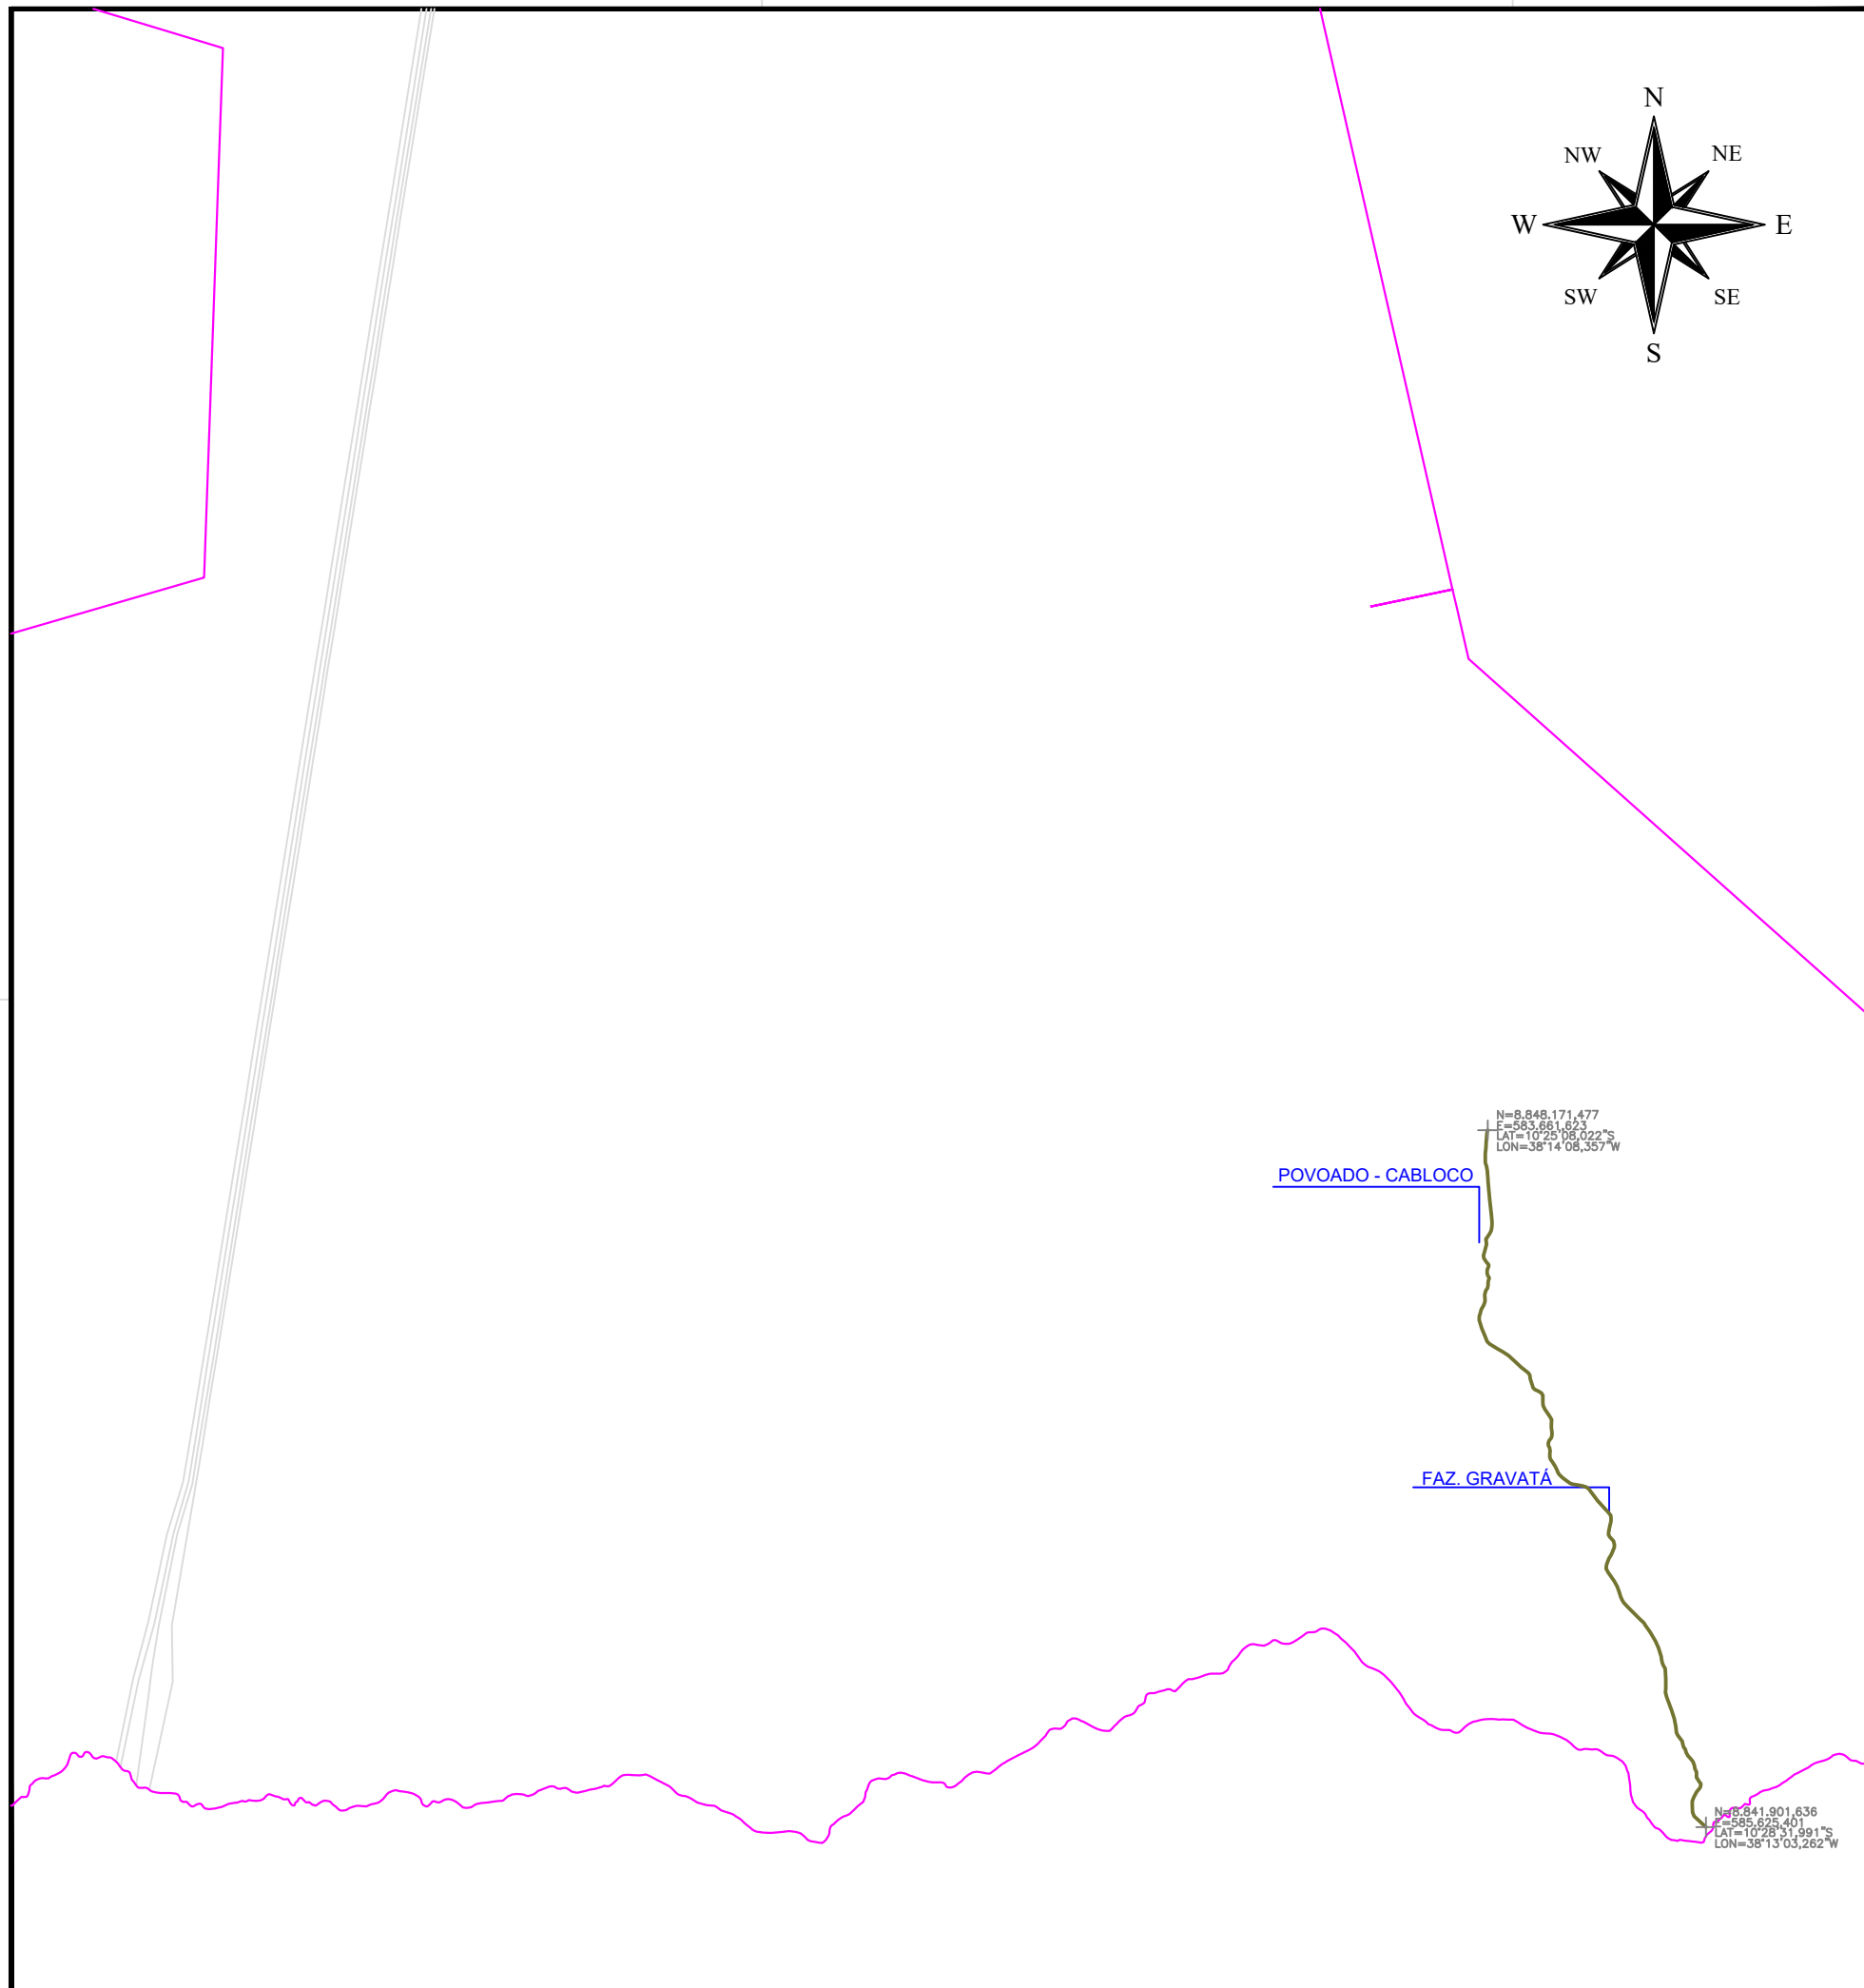 N
NW
NE
W
E
SW
SE
S
N=8.848.171,477
E=583.661,623
LAT=10°25'08,022"S
LON=38°14'08,357"W
POVOADO - CABLOCO
FAZ. GRAVATÁ
N=8.841.901,636
E=585.625,401
LAT=10°28'31,991"S
LON=38°13'03,262"W